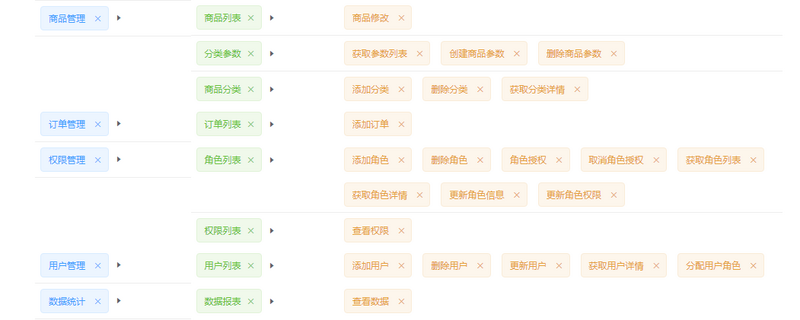 商品管理 × 商品列表 × 商品修改 ×
分类参数 × 获取参数列表 × 创建商品参数 × 删除商品参数 ×
商品分类 × 添加分类 × 删除分类 × 获取分类详情 ×
订单管理 × 订单列表 × 添加订单 ×
权限管理 × 角色列表 × 添加角色 × 删除角色 × 角色授权 × 取消角色授权 × 获取角色列表 ×
获取角色详情 × 更新角色信息 × 更新角色权限 ×
权限列表 × 查看权限 ×
用户管理 × 用户列表 × 添加用户 × 删除用户 × 更新用户 × 获取用户详情 × 分配用户角色 ×
数据统计 × 数据报表 × 查看数据 ×